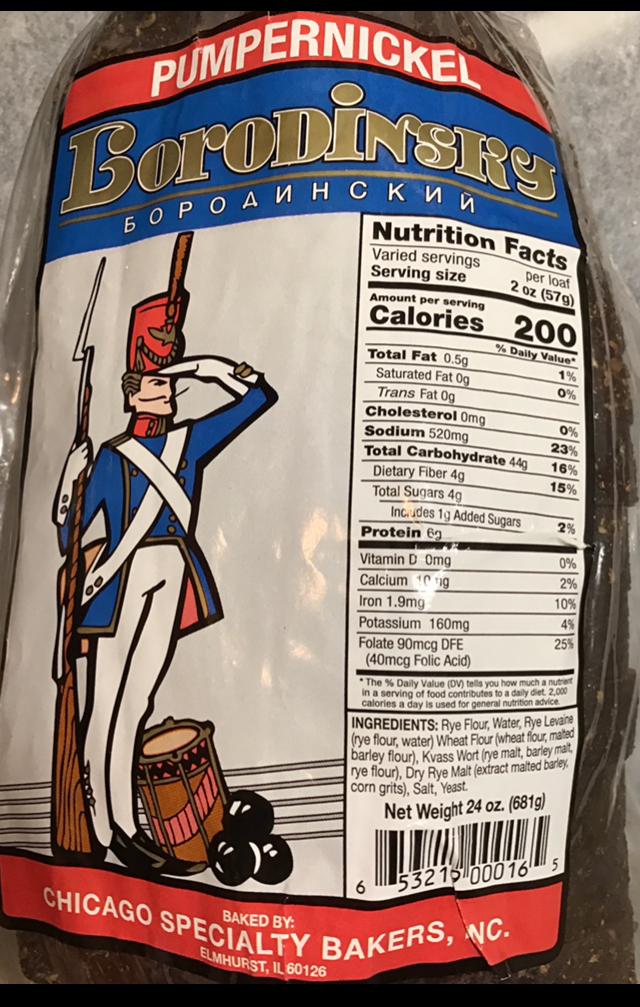 PUMPERNICKEL
BORODINSKY
БОРОДИНСКИЙ
Nutrition Facts
Varied servings per loaf
Serving size 2 oz (57g)
Amount per serving
Calories 200
% Daily Value*
Total Fat 0.5g 1%
Saturated Fat 0g 0%
Trans Fat 0g
Cholesterol 0mg 0%
Sodium 520mg 23%
Total Carbohydrate 44g 16%
Dietary Fiber 4g 15%
Total Sugars 4g
Includes 1g Added Sugars 2%
Protein 6g
Vitamin D 0mg 0%
Calcium 2%
Iron 1.9mg 10%
Potassium 160mg 4%
Folate 90mcg DFE 25%
(40mcg Folic Acid)
* The % Daily Value (DV) tells you how much a nutrient
in a serving of food contributes to a daily diet. 2,000
calories a day is used for general nutrition advice.
INGREDIENTS: Rye Flour, Water, Rye Levaine
(rye flour, water) Wheat Flour (wheat flour, malted
barley flour), Kvass Wort (rye malt, barley malt,
rye flour), Dry Rye Malt (extract malted barley,
corn grits), Salt, Yeast.
Net Weight 24 oz. (681g)
6 53215 00016 5
BAKED BY:
CHICAGO SPECIALTY BAKERS, INC.
ELMHURST, IL 60126